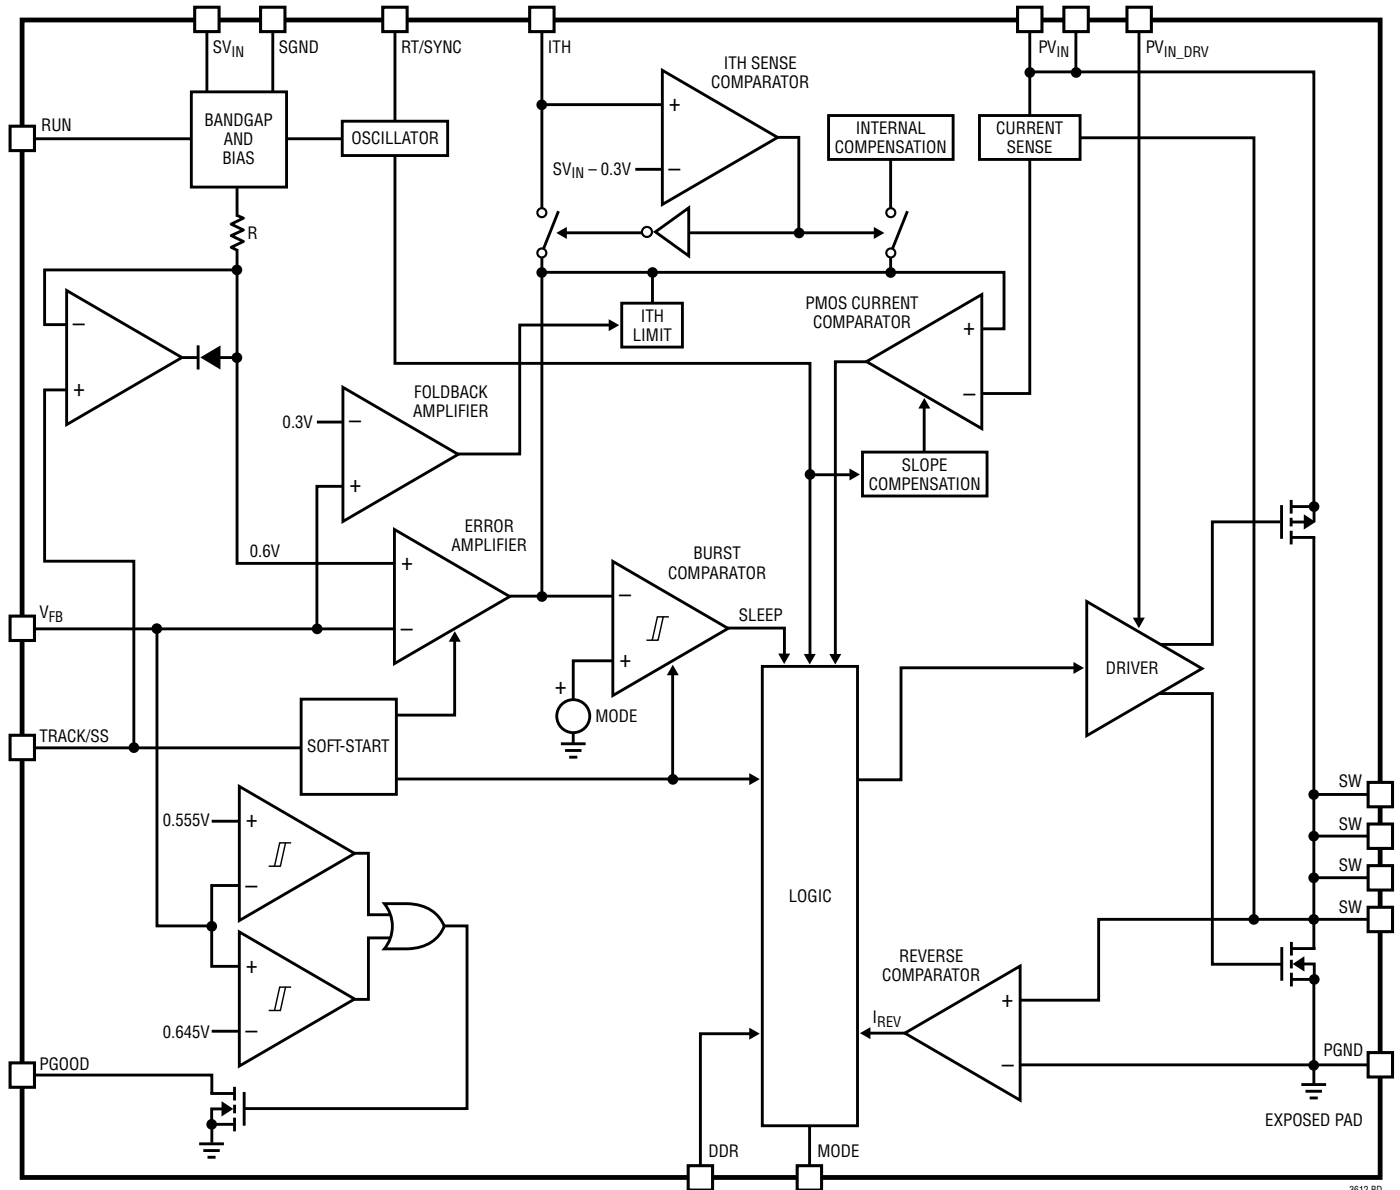 SVIN
SGND
RT/SYNC
ITH
PVIN
PVIN_DRV
RUN
BANDGAP
AND
BIAS
OSCILLATOR
ITH SENSE
COMPARATOR
+
SVIN – 0.3V
–
INTERNAL
COMPENSATION
CURRENT
SENSE
R
–
+
ITH
LIMIT
PMOS CURRENT
COMPARATOR
+
–
FOLDBACK
AMPLIFIER
0.3V
–
+
SLOPE
COMPENSATION
ERROR
AMPLIFIER
0.6V
+
–
BURST
COMPARATOR
–
+
SLEEP
VFB
DRIVER
+
MODE
TRACK/SS
SOFT-START
SW
SW
SW
SW
0.555V
+
–
LOGIC
+
0.645V
–
REVERSE
COMPARATOR
+
IREV
–
PGOOD
PGND
EXPOSED PAD
DDR
MODE
3612 BD